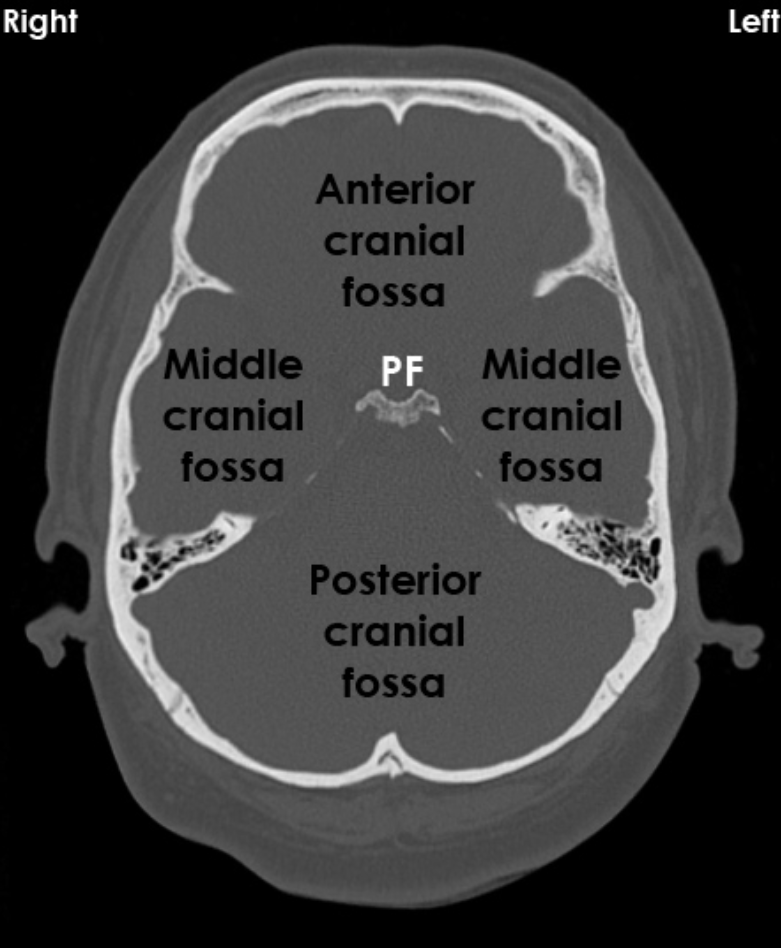 Right
Left
Anterior
cranial
fossa
Middle
cranial
fossa
PF
Middle
cranial
fossa
Posterior
cranial
fossa